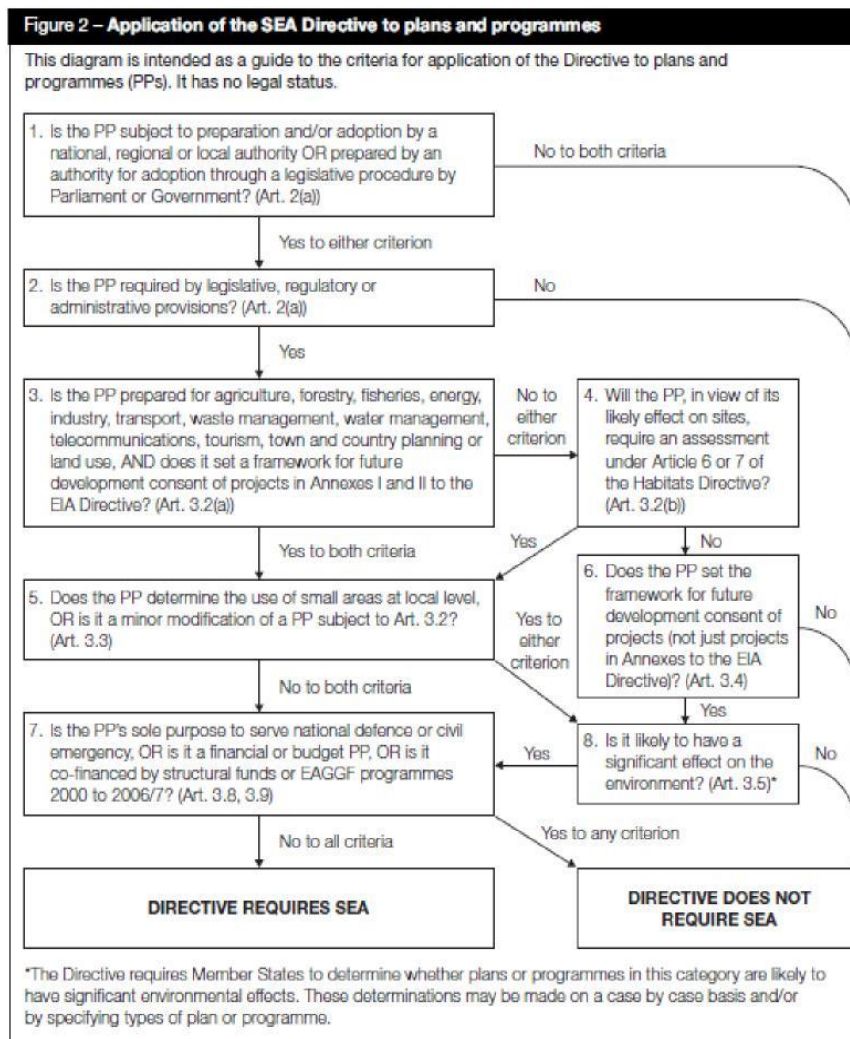 Figure 2 – Application of the SEA Directive to plans and programmes
This diagram is intended as a guide to the criteria for application of the Directive to plans and
programmes (PPs). It has no legal status.
1. Is the PP subject to preparation and/or adoption by a
national, regional or local authority OR prepared by an
authority for adoption through a legislative procedure by
Parliament or Government? (Art. 2(a))
No to both criteria
Yes to either criterion
2. Is the PP required by legislative, regulatory or
administrative provisions? (Art. 2(a))
No
Yes
3. Is the PP prepared for agriculture, forestry, fisheries, energy,
industry, transport, waste management, water management,
telecommunications, tourism, town and country planning or
land use, AND does it set a framework for future
development consent of projects in Annexes I and II to the
EIA Directive? (Art. 3.2(a))
No to
either
criterion
4. Will the PP, in view of its
likely effect on sites,
require an assessment
under Article 6 or 7 of
the Habitats Directive?
(Art. 3.2(b))
Yes to both criteria
Yes
No
5. Does the PP determine the use of small areas at local level,
OR is it a minor modification of a PP subject to Art. 3.2?
(Art. 3.3)
Yes to
either
criterion
6. Does the PP set the
framework for future
development consent of
projects (not just projects
in Annexes to the EIA
Directive)? (Art. 3.4)
No
No to both criteria
Yes
7. Is the PP's sole purpose to serve national defence or civil
emergency, OR is it a financial or budget PP, OR is it
co-financed by structural funds or EAGGF programmes
2000 to 2006/7? (Art. 3.8, 3.9)
Yes
8. Is it likely to have a
significant effect on the
environment? (Art. 3.5)*
No
No to all criteria
Yes to any criterion
DIRECTIVE REQUIRES SEA
DIRECTIVE DOES NOT
REQUIRE SEA
*The Directive requires Member States to determine whether plans or programmes in this category are likely to
have significant environmental effects. These determinations may be made on a case by case basis and/or
by specifying types of plan or programme.